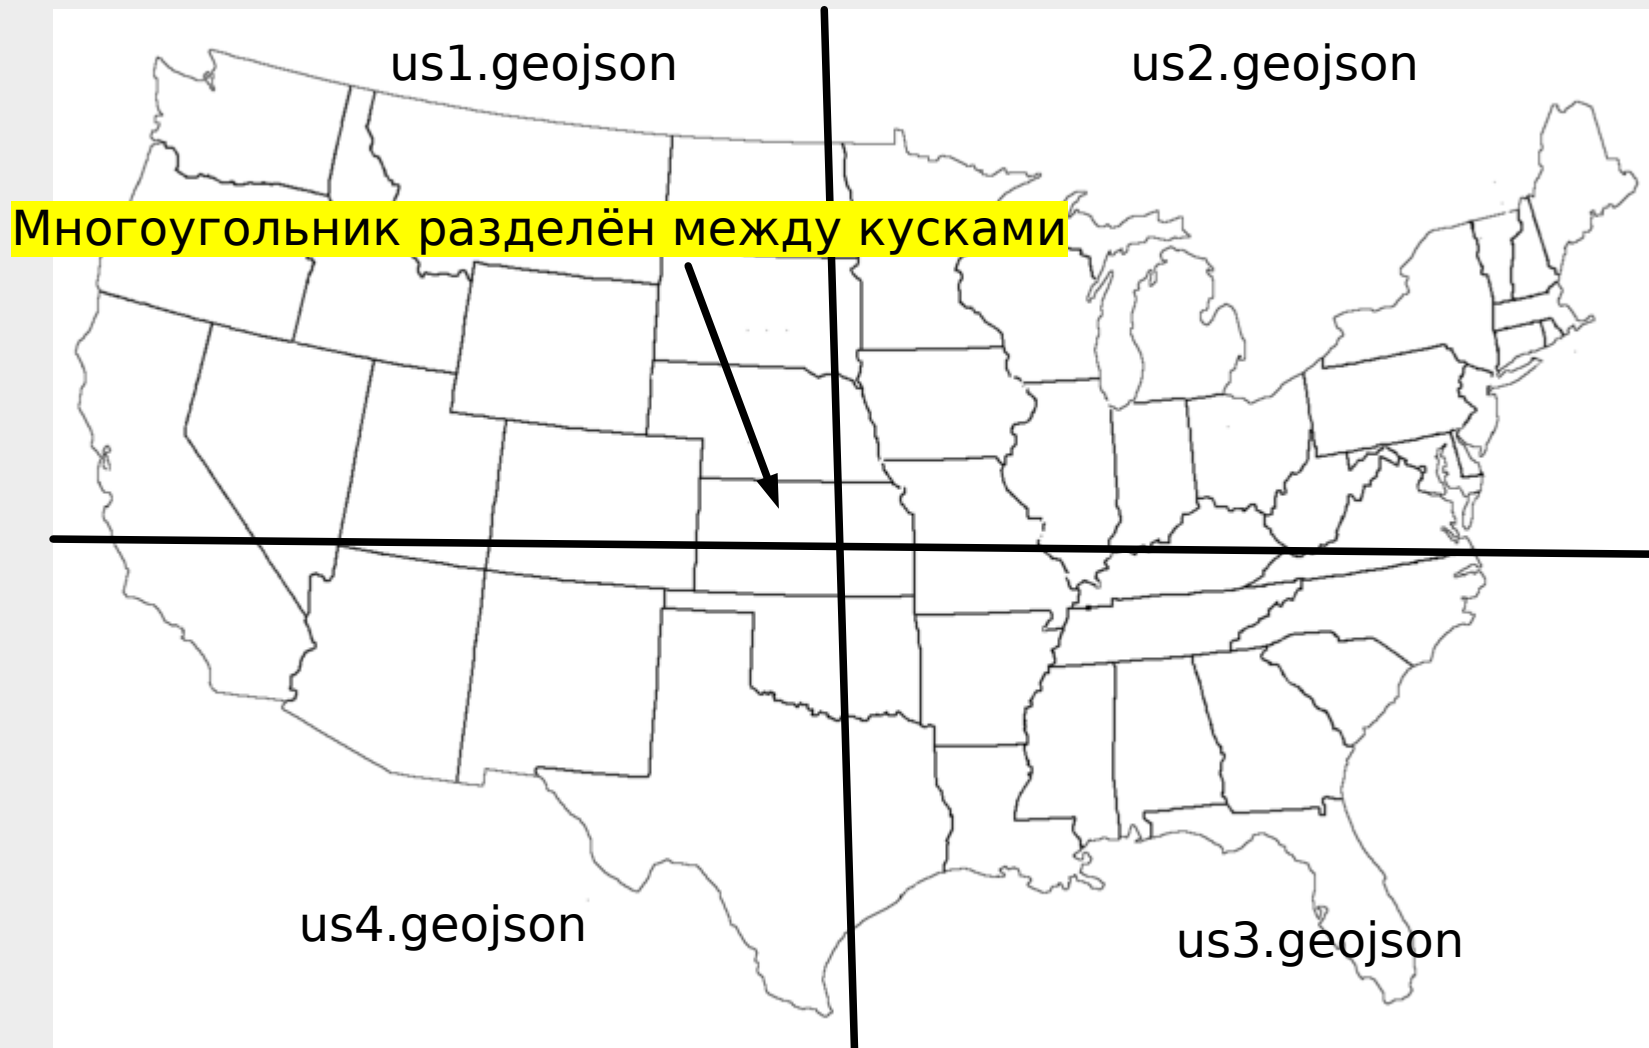 us1.geojson
us2.geojson
Многоугольник разделён между кусками
us4.geojson
us3.geojson